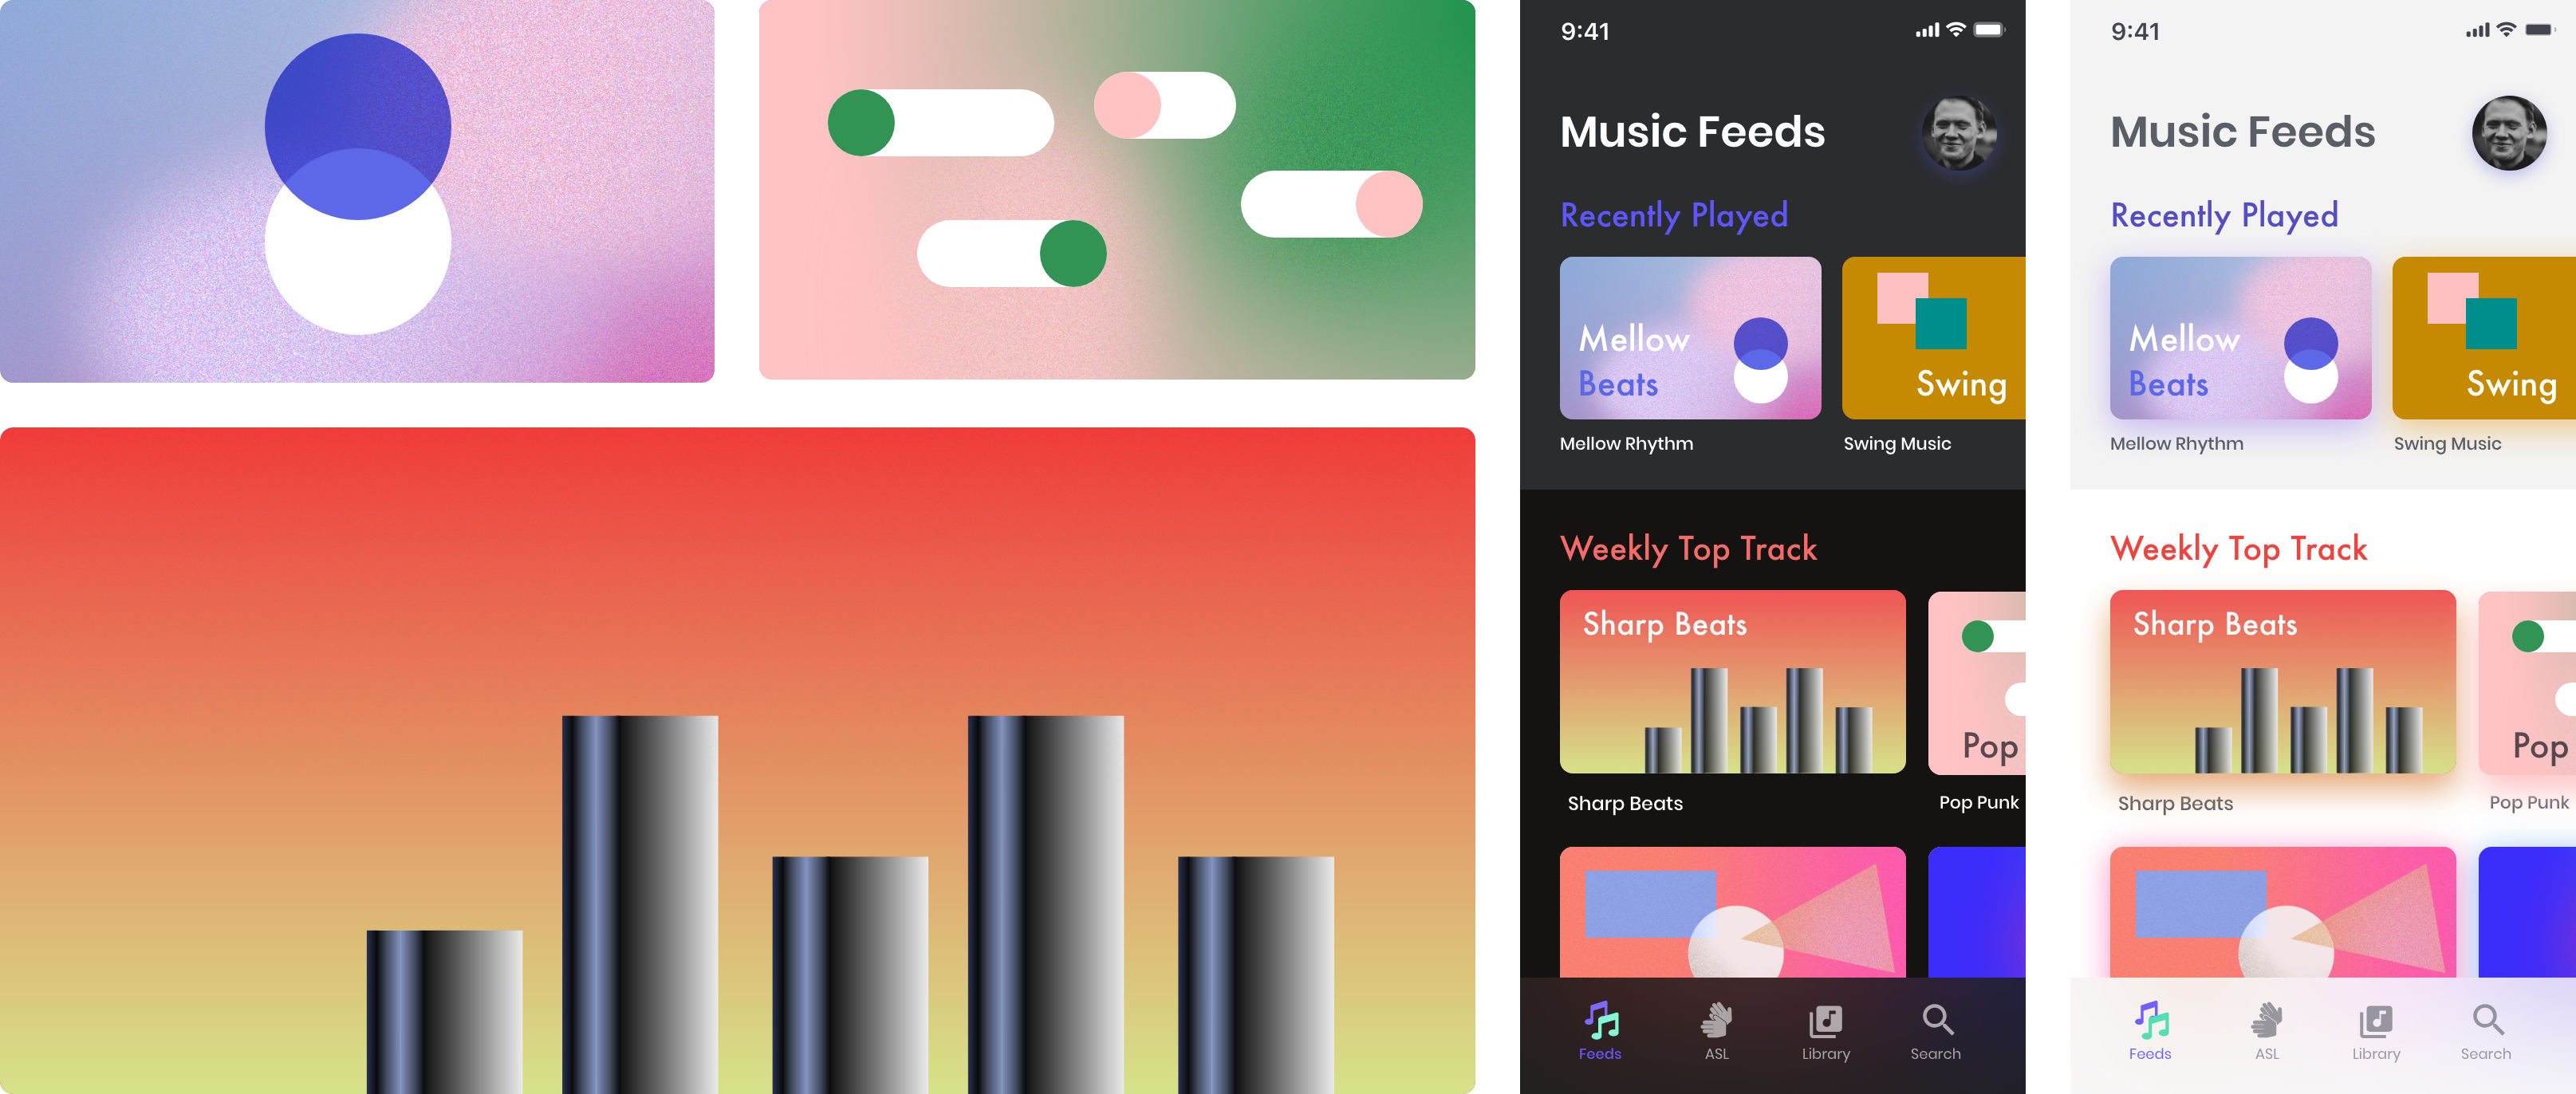 9:41
Music Feeds
Recently Played
Mellow
Beats
Swing
Mellow Rhythm
Swing Music
Weekly Top Track
Sharp Beats
Pop
Sharp Beats
Pop Punk
Feeds
ASL
Library
Search
9:41
Music Feeds
Recently Played
Mellow
Beats
Swing
Mellow Rhythm
Swing Music
Weekly Top Track
Sharp Beats
Pop
Sharp Beats
Pop Punk
Feeds
ASL
Library
Search